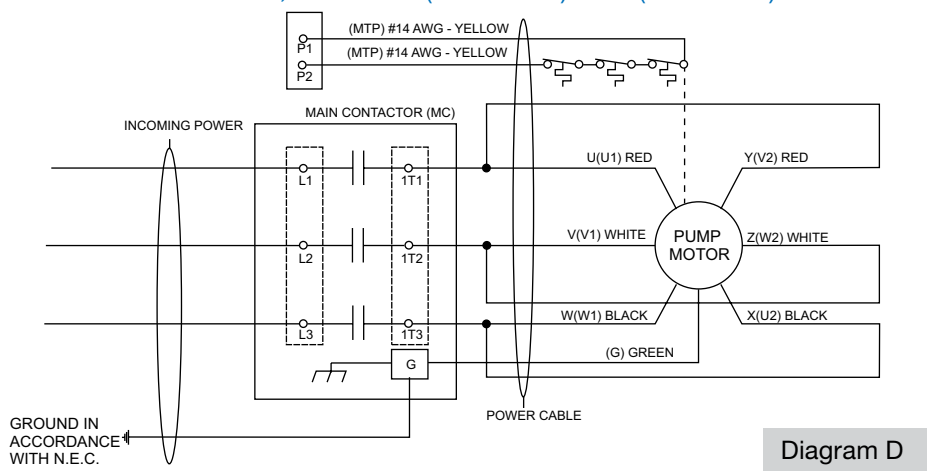 (MTP) #14 AWG - YELLOW
P1
(MTP) #14 AWG - YELLOW
P2
MAIN CONTACTOR (MC)
INCOMING POWER
L1
1T1
U(U1) RED
Y(V2) RED
L2
1T2
V(V1) WHITE
PUMP
MOTOR
Z(W2) WHITE
L3
1T3
W(W1) BLACK
X(U2) BLACK
G
(G) GREEN
POWER CABLE
GROUND IN
ACCORDANCE
WITH N.E.C.
Diagram D